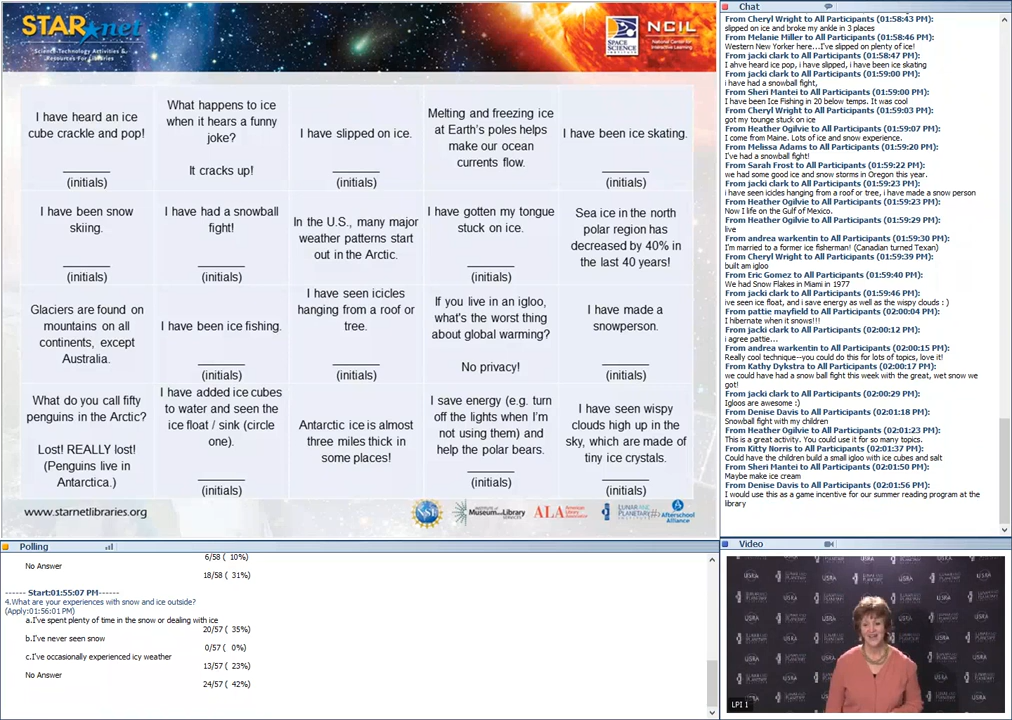 STAR net
Science-Technology Activities &
Resources For Libraries
SPACE
SCIENCE
INSTITUTE
NCIL
National Center for
Interactive Learning
I have heard an ice
cube crackle and pop!
(initials)
What happens to ice
when it hears a funny
joke?
It cracks up!
I have slipped on ice.
(initials)
Melting and freezing ice
at Earth's poles helps
make our ocean
currents flow.
I have been ice skating.
(initials)
I have been snow
skiing.
(initials)
I have had a snowball
fight!
(initials)
In the U.S., many major
weather patterns start
out in the Arctic.
I have gotten my tongue
stuck on ice.
(initials)
Sea ice in the north
polar region has
decreased by 40% in
the last 40 years!
Glaciers are found on
mountains on all
continents, except
Australia.
I have been ice fishing.
(initials)
I have seen icicles
hanging from a roof or
tree.
(initials)
If you live in an igloo,
what's the worst thing
about global warming?
No privacy!
I have made a
snowperson.
(initials)
What do you call fifty
penguins in the Arctic?
Lost! REALLY lost!
(Penguins live in
Antarctica.)
I have added ice cubes
to water and seen the
ice float / sink (circle
one).
(initials)
Antarctic ice is almost
three miles thick in
some places!
I save energy (e.g. turn
off the lights when I'm
not using them) and
help the polar bears.
(initials)
I have seen wispy
clouds high up in the
sky, which are made of
tiny ice crystals.
(initials)
www.starnetlibraries.org
NSF
INSTITUTE of
Museum and Library
SERVICES
ALA American
Library
Association
LUNAR AND
PLANETARY
INSTITUTE
Afterschool
Alliance
Chat
From Cheryl Wright to All Participants (01:58:43 PM):
slipped on ice and broke my ankle in 3 places
From Melanie Miller to All Participants (01:58:46 PM):
Western New Yorker here...I've slipped on plenty of ice!
From jacki clark to All Participants (01:58:47 PM):
I ahve heard ice pop, i have slipped, i have been ice skating
From jacki clark to All Participants (01:59:00 PM):
i have had a snowball fight,
From Sheri Mantei to All Participants (01:59:00 PM):
I have been Ice Fishing in 20 below temps. It was cool
From Cheryl Wright to All Participants (01:59:03 PM):
got my tounge stuck on ice
From Heather Ogilvie to All Participants (01:59:07 PM):
I come from Maine. Lots of ice and snow experience.
From Melissa Adams to All Participants (01:59:20 PM):
I've had a snowball fight!
From Sarah Frost to All Participants (01:59:22 PM):
we had some good ice and snow storms in Oregon this year.
From jacki clark to All Participants (01:59:23 PM):
i have seen icicles hanging from a roof or tree, i have made a snow person
From Heather Ogilvie to All Participants (01:59:23 PM):
Now I life on the Gulf of Mexico.
From Heather Ogilvie to All Participants (01:59:29 PM):
live
From andrea warkentin to All Participants (01:59:30 PM):
I'm married to a former ice fisherman! (Canadian turned Texan)
From Cheryl Wright to All Participants (01:59:39 PM):
built am igloo
From Eric Gomez to All Participants (01:59:40 PM):
We had Snow Flakes in Miami in 1977
From jacki clark to All Participants (01:59:46 PM):
ive seen ice float, and i save energy as well as the wispy clouds : )
From pattie mayfield to All Participants (02:00:04 PM):
I hibernate when it snows!!!
From jacki clark to All Participants (02:00:12 PM):
i agree pattie...
From andrea warkentin to All Participants (02:00:15 PM):
Really cool technique--you could do this for lots of topics, love it!
From Kathy Dykstra to All Participants (02:00:17 PM):
we could have had a snow ball fight this week with the great, wet snow we
got!
From jacki clark to All Participants (02:00:29 PM):
Igloos are awesome :)
From Denise Davis to All Participants (02:01:18 PM):
Snowball fight with my children
From Heather Ogilvie to All Participants (02:01:23 PM):
This is a great activity. You could use it for so many topics.
From Kitty Norris to All Participants (02:01:37 PM):
Could have the children build a small igloo with ice cubes and salt
From Sheri Mantei to All Participants (02:01:50 PM):
Maybe make ice cream
From Denise Davis to All Participants (02:01:56 PM):
I would use this as a game incentive for our summer reading program at the
library
Polling
6/58 ( 10%)
No Answer
18/58 ( 31%)
------ Start:01:55:07 PM------
4.What are your experiences with snow and ice outside?
(Apply:01:56:01 PM)
a.I've spent plenty of time in the snow or dealing with ice
20/57 ( 35%)
b.I've never seen snow
0/57 ( 0%)
c.I've occasionally experienced icy weather
13/57 ( 23%)
No Answer
24/57 ( 42%)
Video
USRA
LUNAR AND
PLANETARY
LPI 1